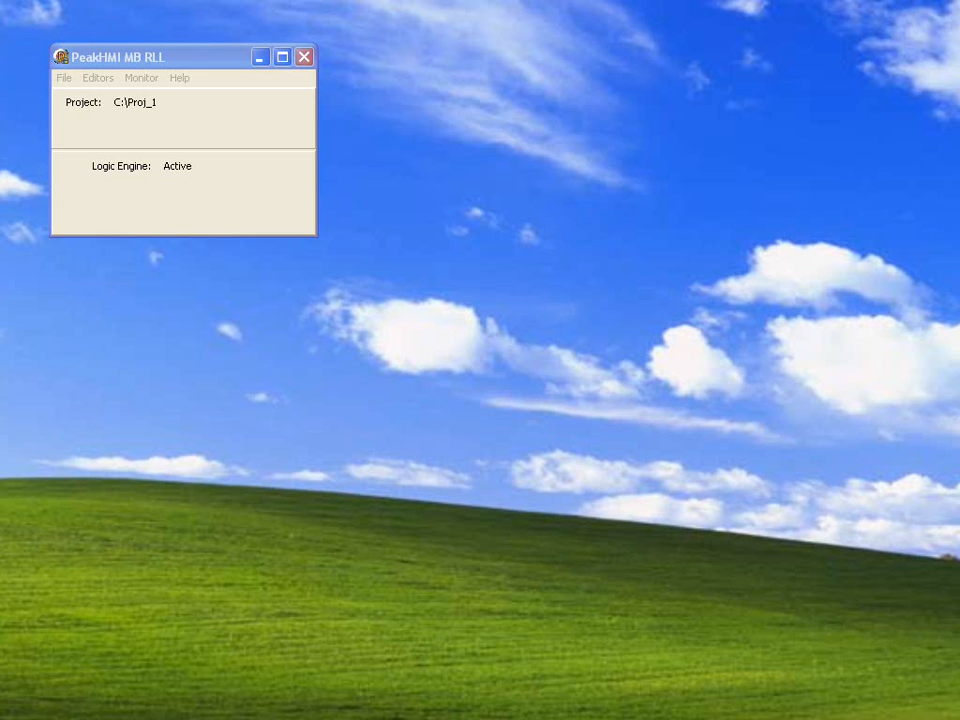 PeakHMI MB RLL
File Editors Monitor Help
Project: C:\Proj_1
Logic Engine: Active